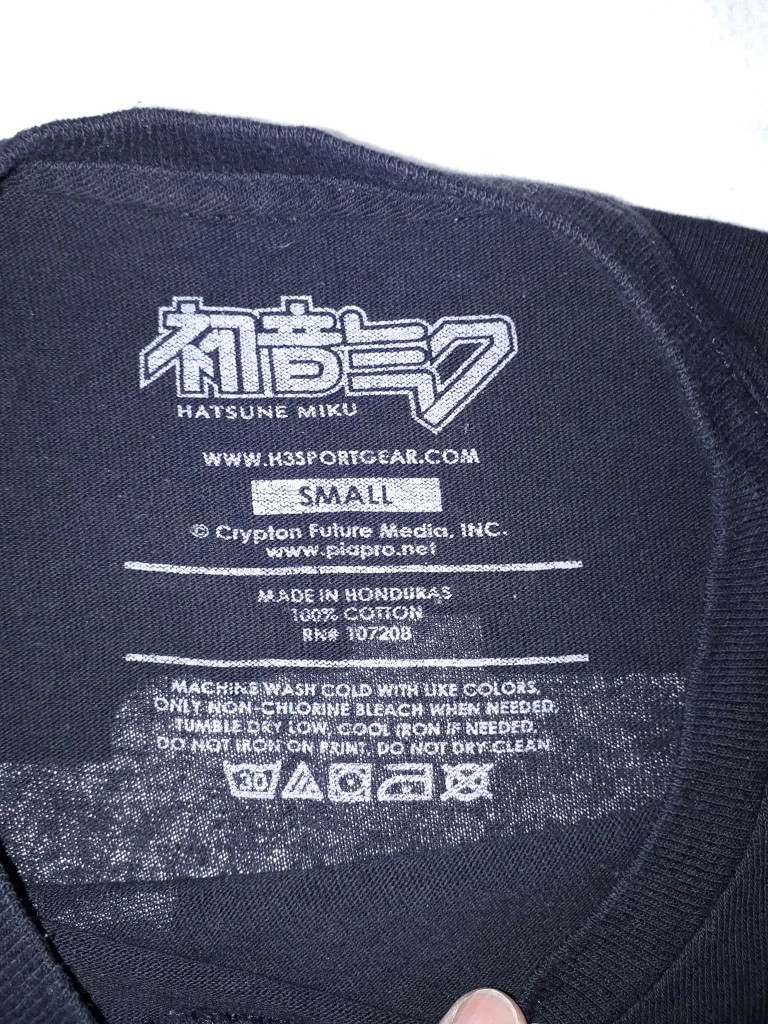 初音ミク
HATSUNE MIKU
WWW.H3SPORTGEAR.COM
SMALL
© Crypton Future Media, INC.
www.piapro.net
MADE IN HONDURAS
100% COTTON
RN# 107208
MACHINE WASH COLD WITH LIKE COLORS,
ONLY NON-CHLORINE BLEACH WHEN NEEDED,
TUMBLE DRY LOW, COOL IRON IF NEEDED.
DO NOT IRON ON PRINT, DO NOT DRY CLEAN
30